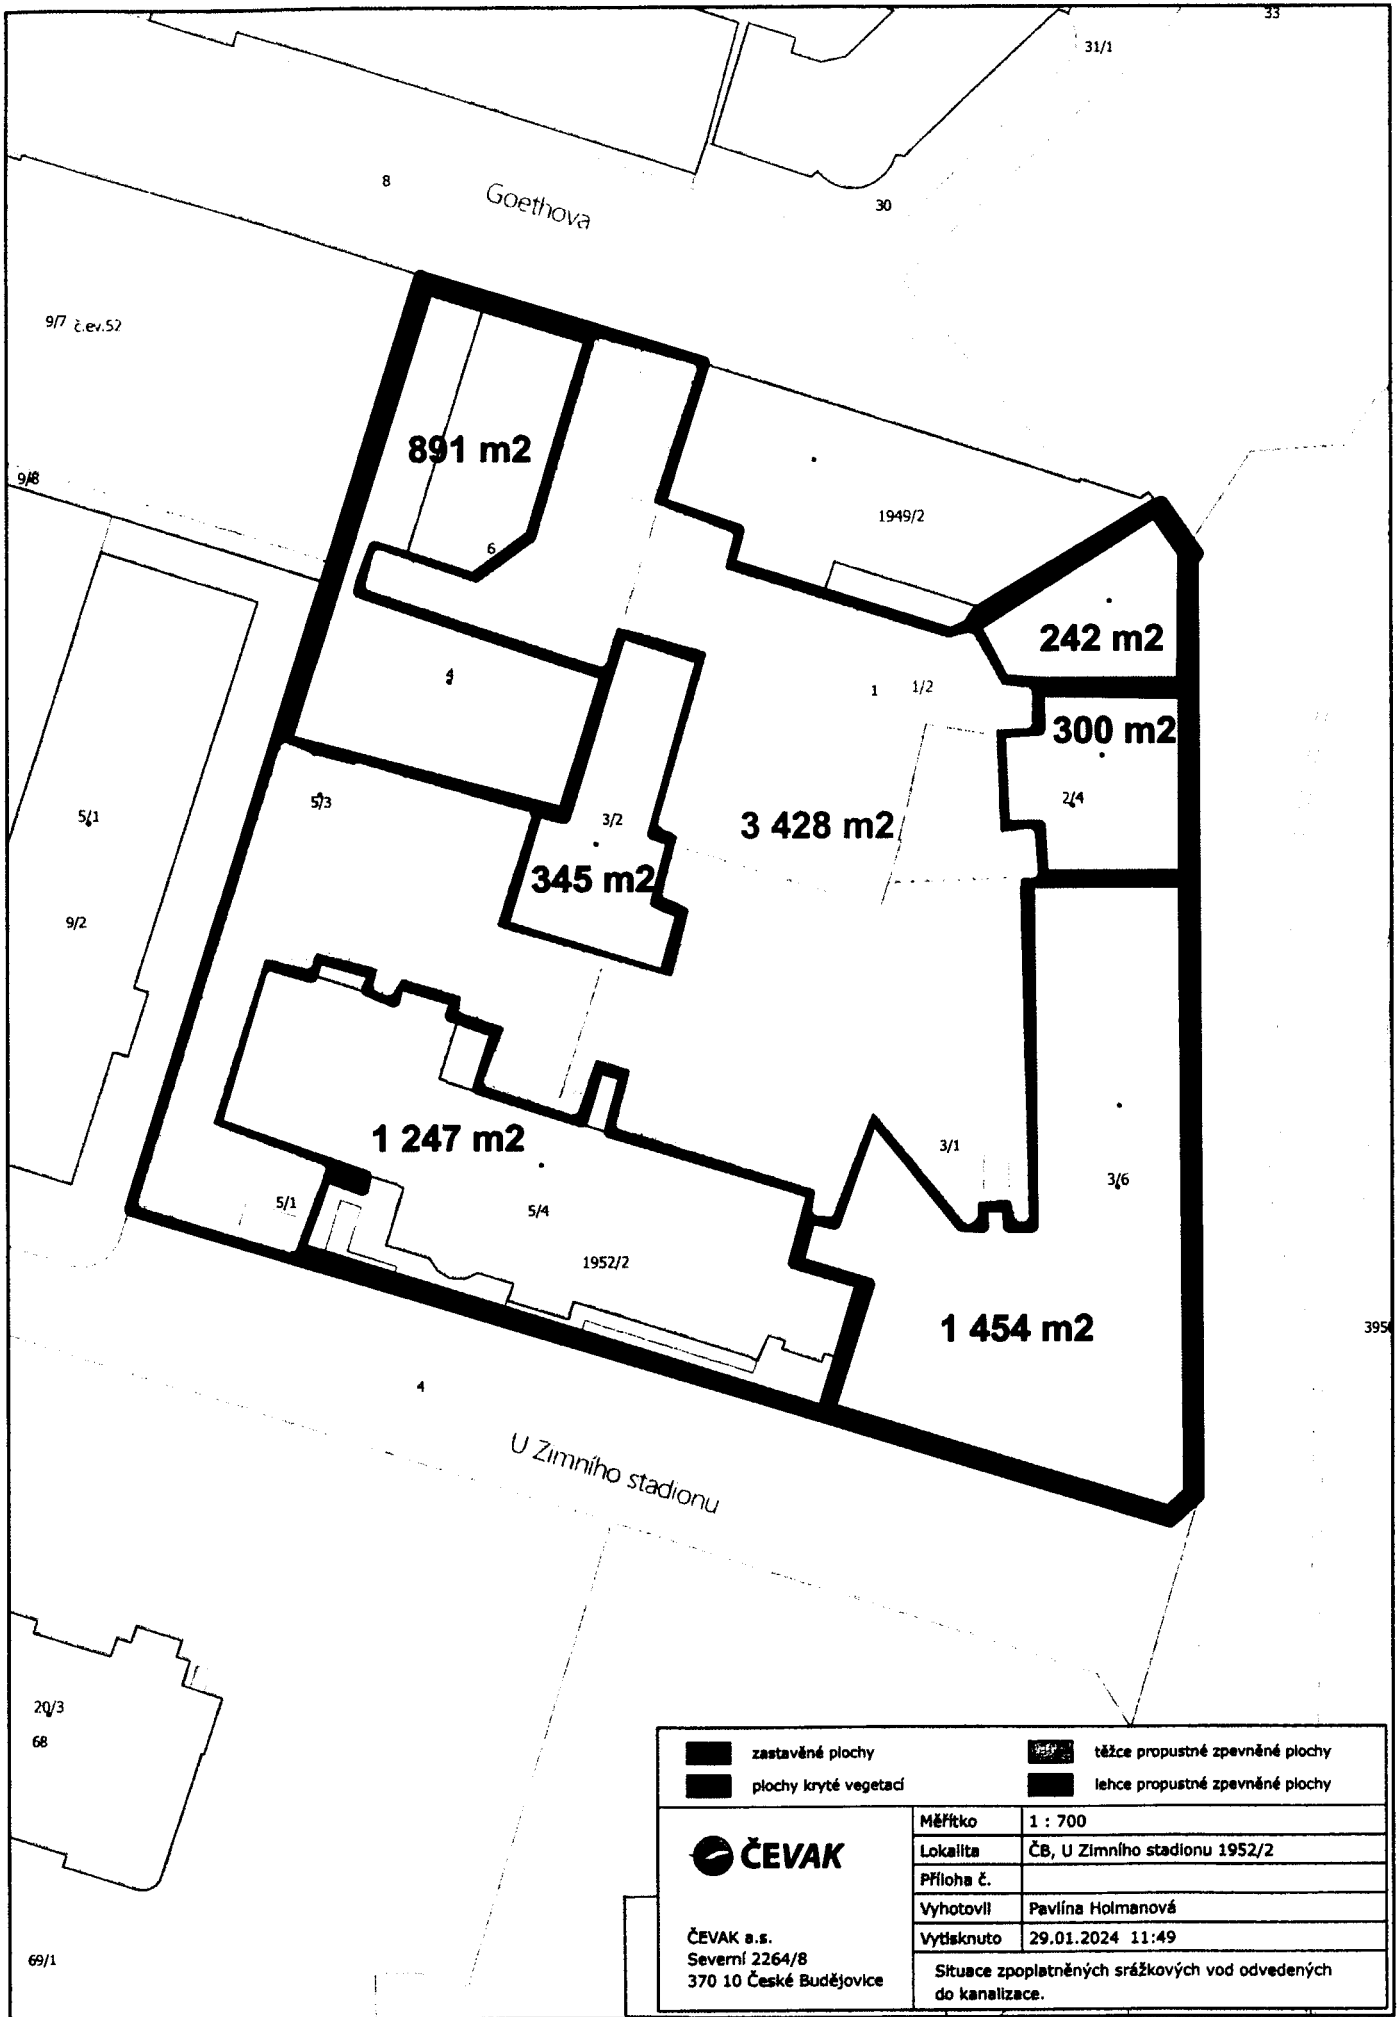 33
31/1
8
Goethova
30
9/7 č.ev.52
891 m2
9/8
1949/2
6
242 m2
4
1
1/2
300 m2
5/3
2/4
5/1
3/2
3 428 m2
345 m2
9/2
1 247 m2
3/1
3/6
5/1
5/4
1952/2
1 454 m2
395
4
U Zimního stadionu
20/3
68
69/1
zastavěné plochy
těžce propustné zpevněné plochy
plochy kryté vegetací
lehce propustné zpevněné plochy
ČEVAK
Měřítko 1 : 700
Lokalita ČB, U Zimního stadionu 1952/2
Příloha č.
Vyhotovil Pavlína Holmanová
Vytisknuto 29.01.2024 11:49
ČEVAK a.s.
Severní 2264/8
370 10 České Budějovice
Situace zpoplatněných srážkových vod odvedených
do kanalizace.